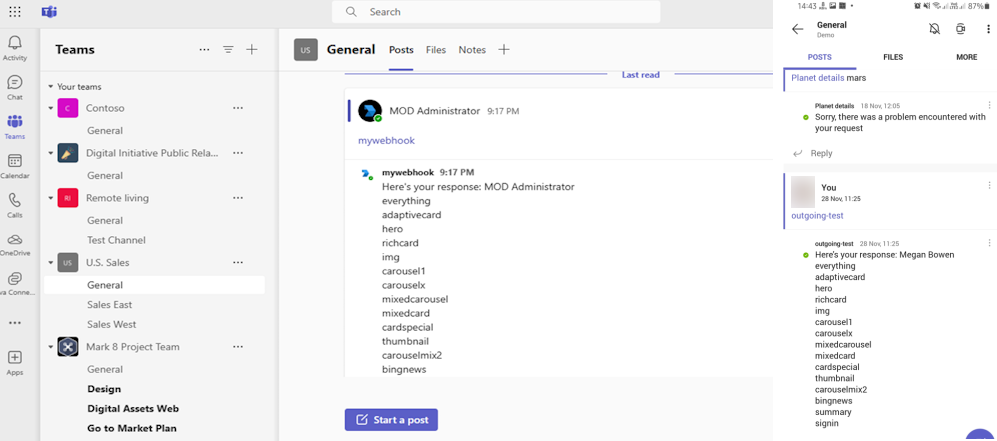 Search
Activity
Chat
Teams
Calendar
Calls
OneDrive
va Conne...
Apps
Teams
Your teams
C
Contoso
General
Digital Initiative Public Rela...
General
RI
Remote living
General
Test Channel
US
U.S. Sales
General
Sales East
Sales West
Mark 8 Project Team
General
Design
Digital Assets Web
Go to Market Plan
US
General
Posts
Files
Notes
Last read
MOD Administrator 9:17 PM
mywebhook
mywebhook 9:17 PM
Here's your response: MOD Administrator
everything
adaptivecard
hero
richcard
img
carousel1
carouselx
mixedcarousel
mixedcard
cardspecial
thumbnail
carouselmix2
bingnews
Start a post
14:43
87%
General
Demo
POSTS
FILES
MORE
Planet details mars
Planet details 18 Nov, 12:05
Sorry, there was a problem encountered with
your request
Reply
You
28 Nov, 11:25
outgoing-test
outgoing-test 28 Nov, 11:25
Here's your response: Megan Bowen
everything
adaptivecard
hero
richcard
img
carousel1
carouselx
mixedcarousel
mixedcard
cardspecial
thumbnail
carouselmix2
bingnews
summary
signin